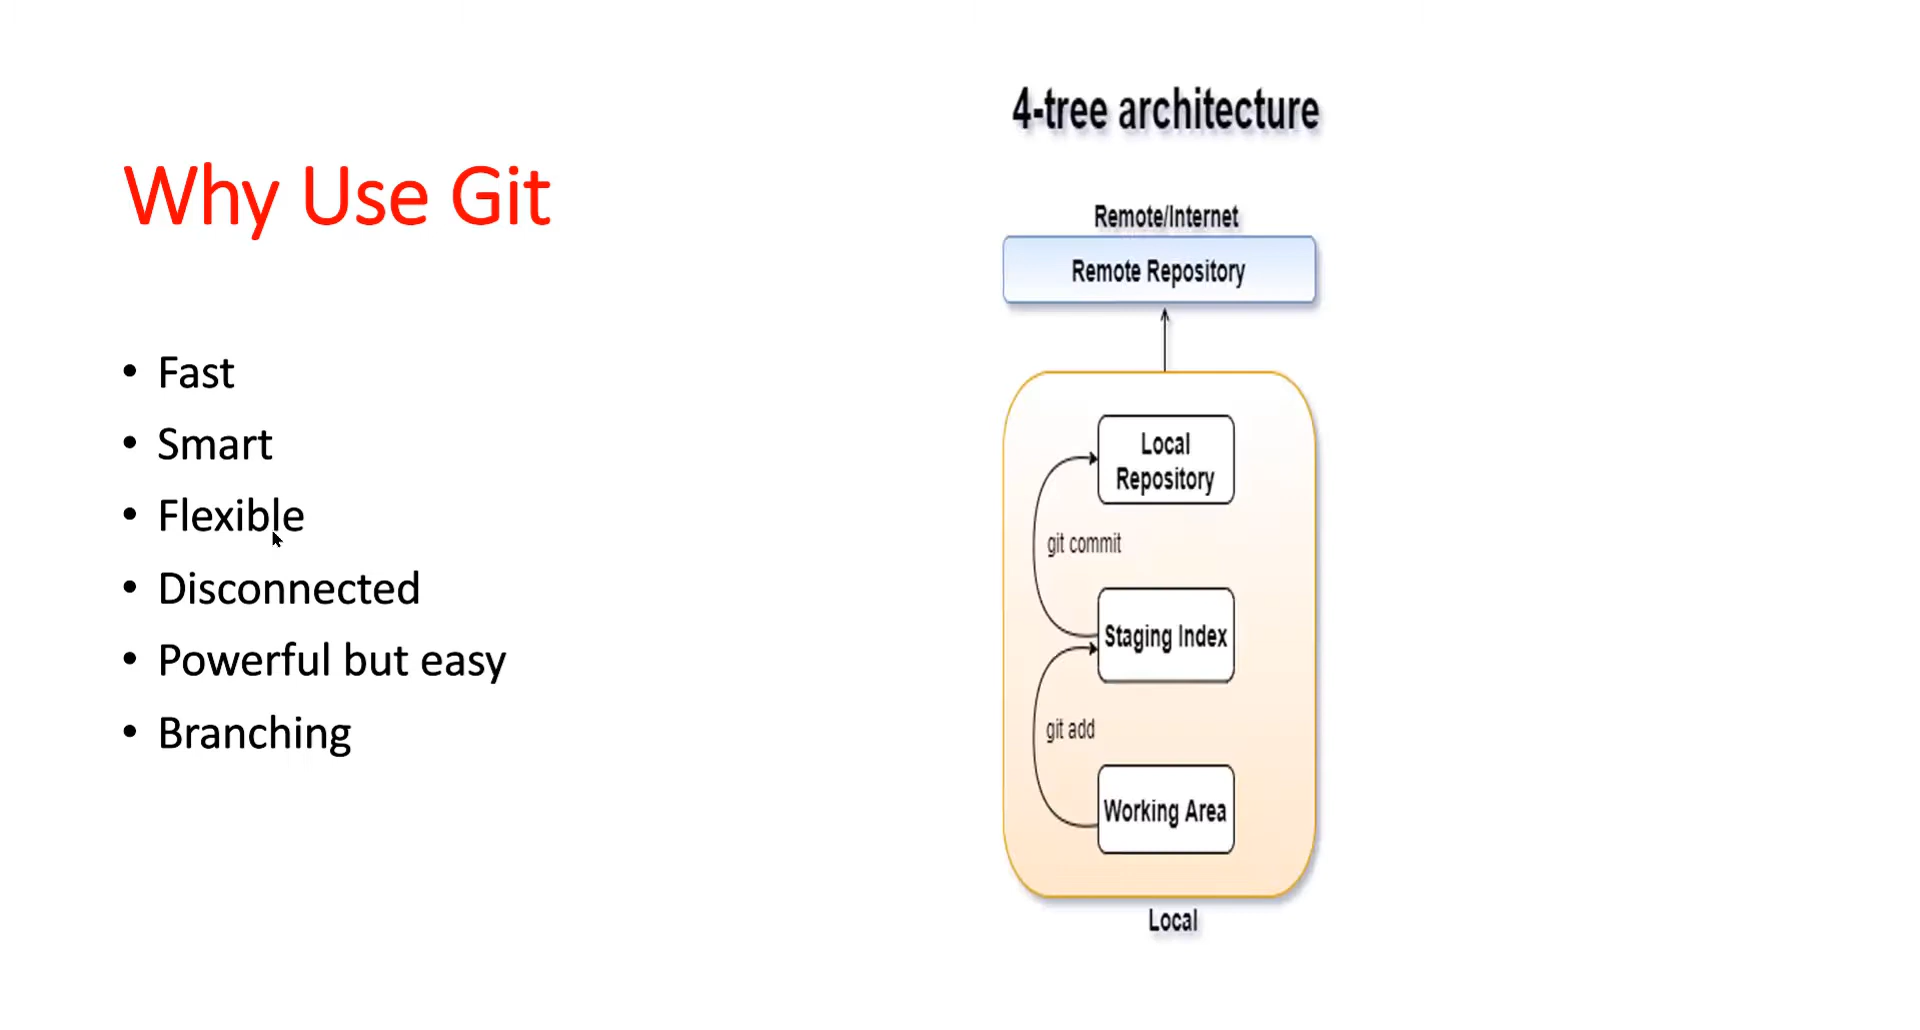 Why Use Git
• Fast
• Smart
• Flexible
• Disconnected
• Powerful but easy
• Branching
4-tree architecture
Remote/Internet
Remote Repository
Local
Repository
git commit
Staging Index
git add
Working Area
Local